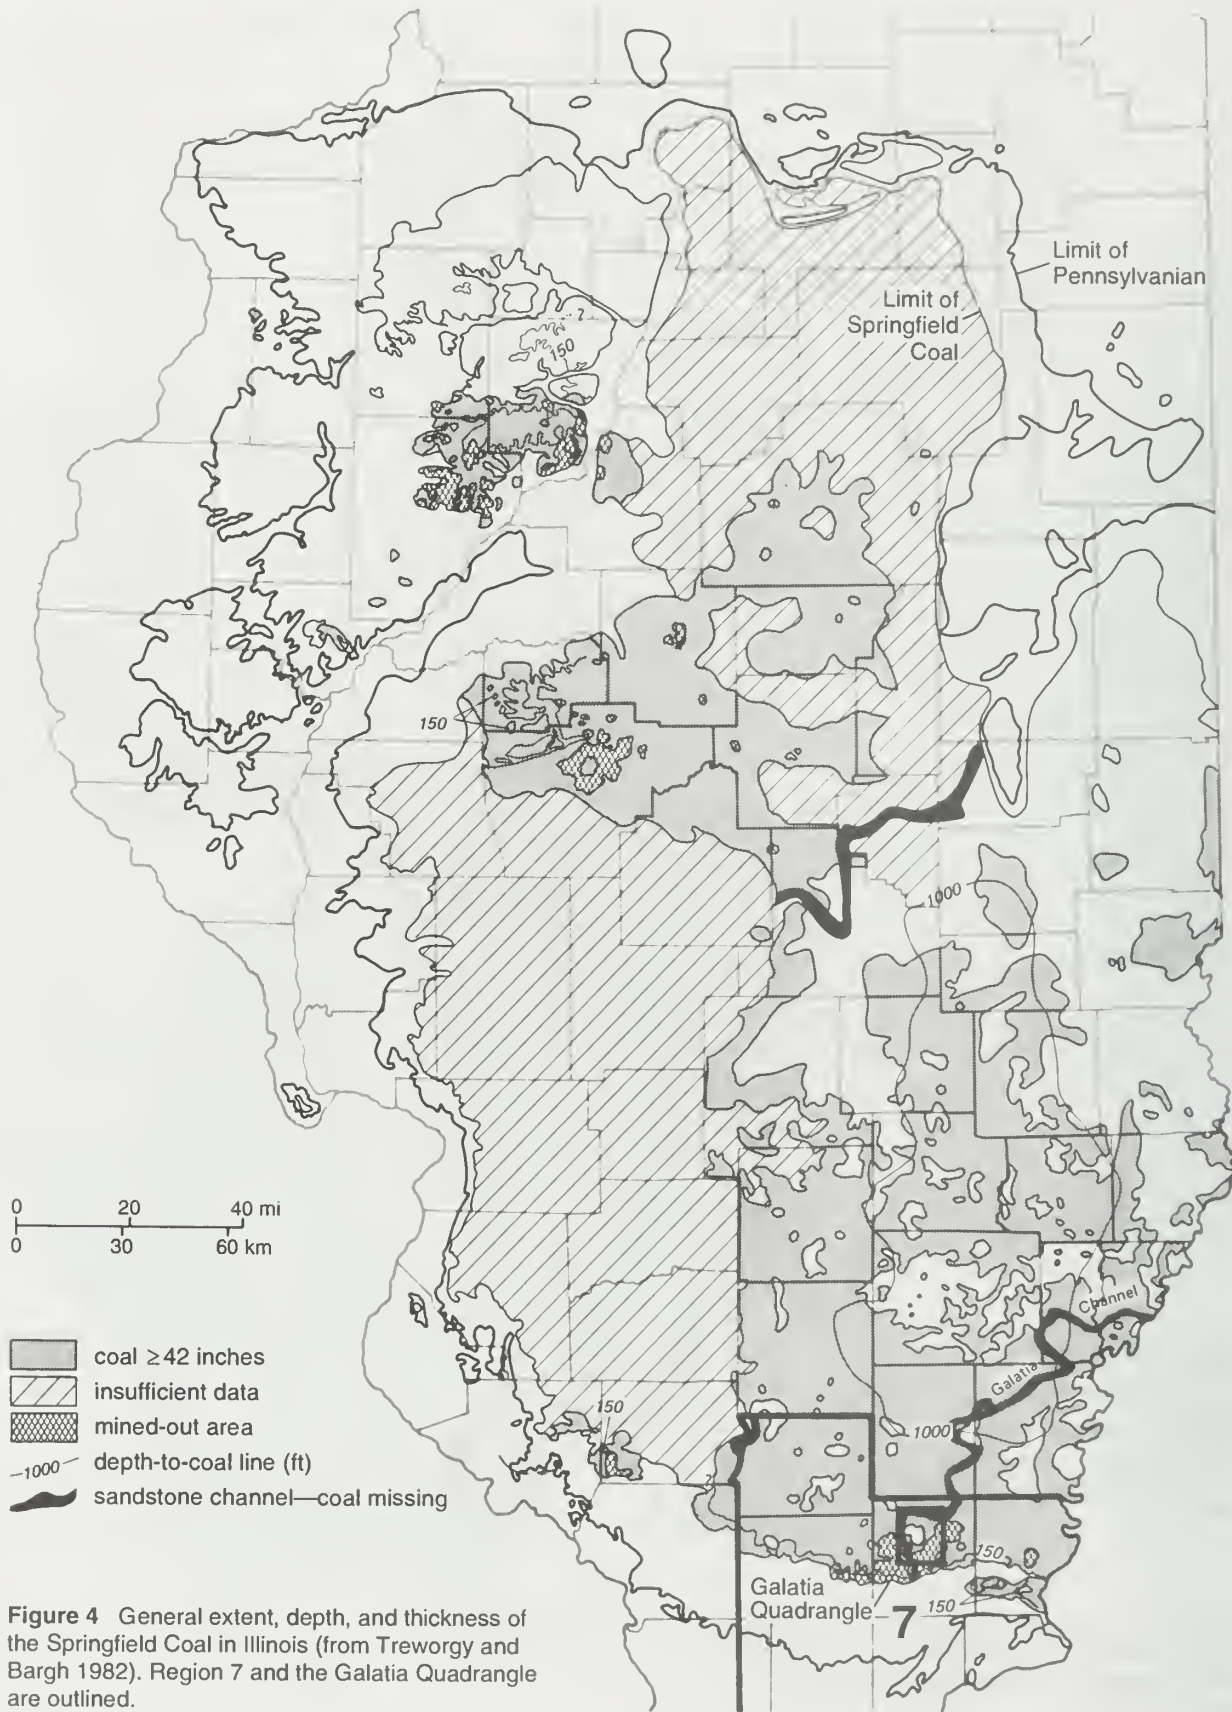 Limit of
Pennsylvanian
Limit of
Springfield
Coal
?
150
150
1000
0 20 40 mi
0 30 60 km
Channel
Galatia
coal ≥42 inches
insufficient data
mined-out area
150
1000
–1000– depth-to-coal line (ft)
sandstone channel—coal missing
?
150
Galatia
Quadrangle
7
150
Figure 4 General extent, depth, and thickness of
the Springfield Coal in Illinois (from Treworgy and
Bargh 1982). Region 7 and the Galatia Quadrangle
are outlined.